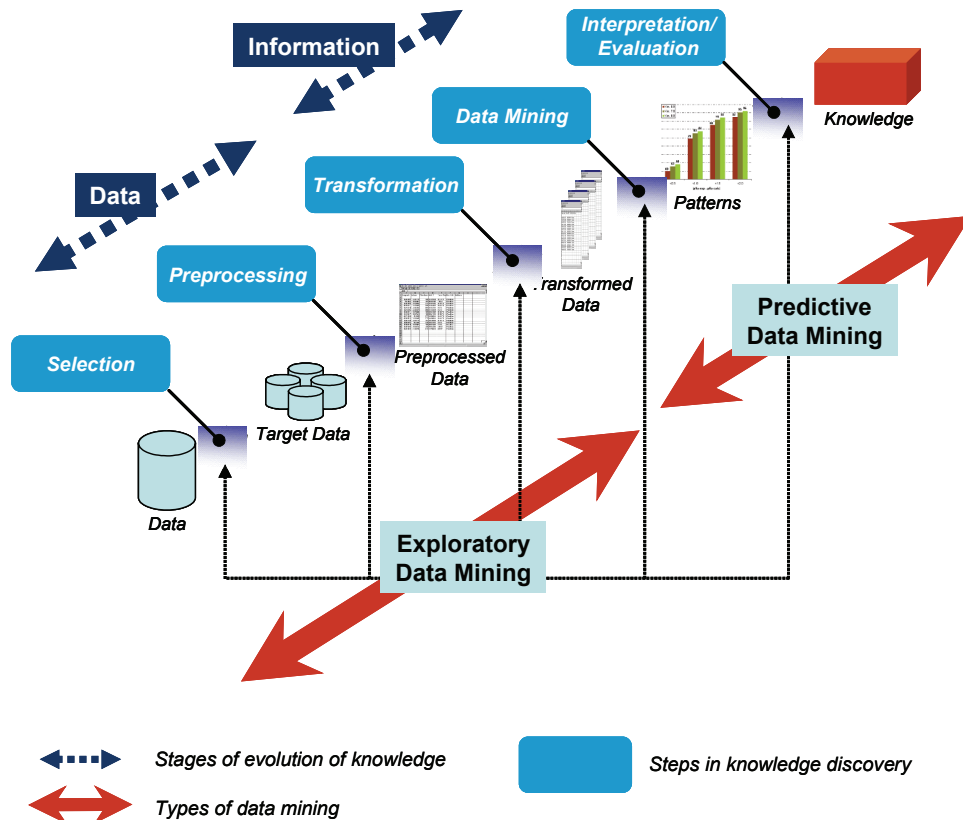 Information
Interpretation/
Evaluation
Knowledge
Data Mining
Patterns
Data
Transformation
Transformed
Data
Preprocessing
Predictive
Data Mining
Preprocessed
Data
Selection
Target Data
Data
Exploratory
Data Mining
Stages of evolution of knowledge
Steps in knowledge discovery
Types of data mining